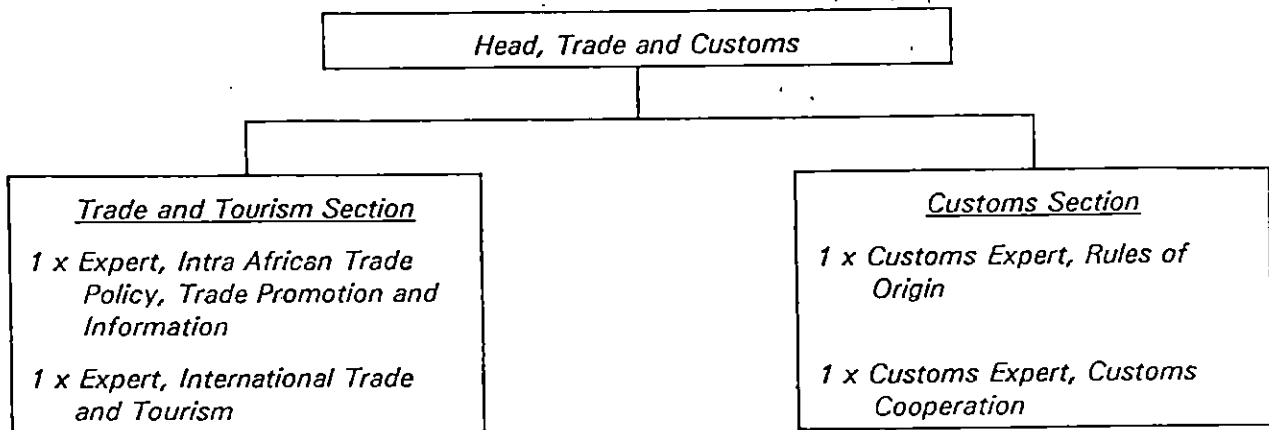 Head, Trade and Customs
Trade and Tourism Section
1 x Expert, Intra African Trade
Policy, Trade Promotion and
Information
1 x Expert, International Trade
and Tourism
Customs Section
1 x Customs Expert, Rules of
Origin
1 x Customs Expert, Customs
Cooperation